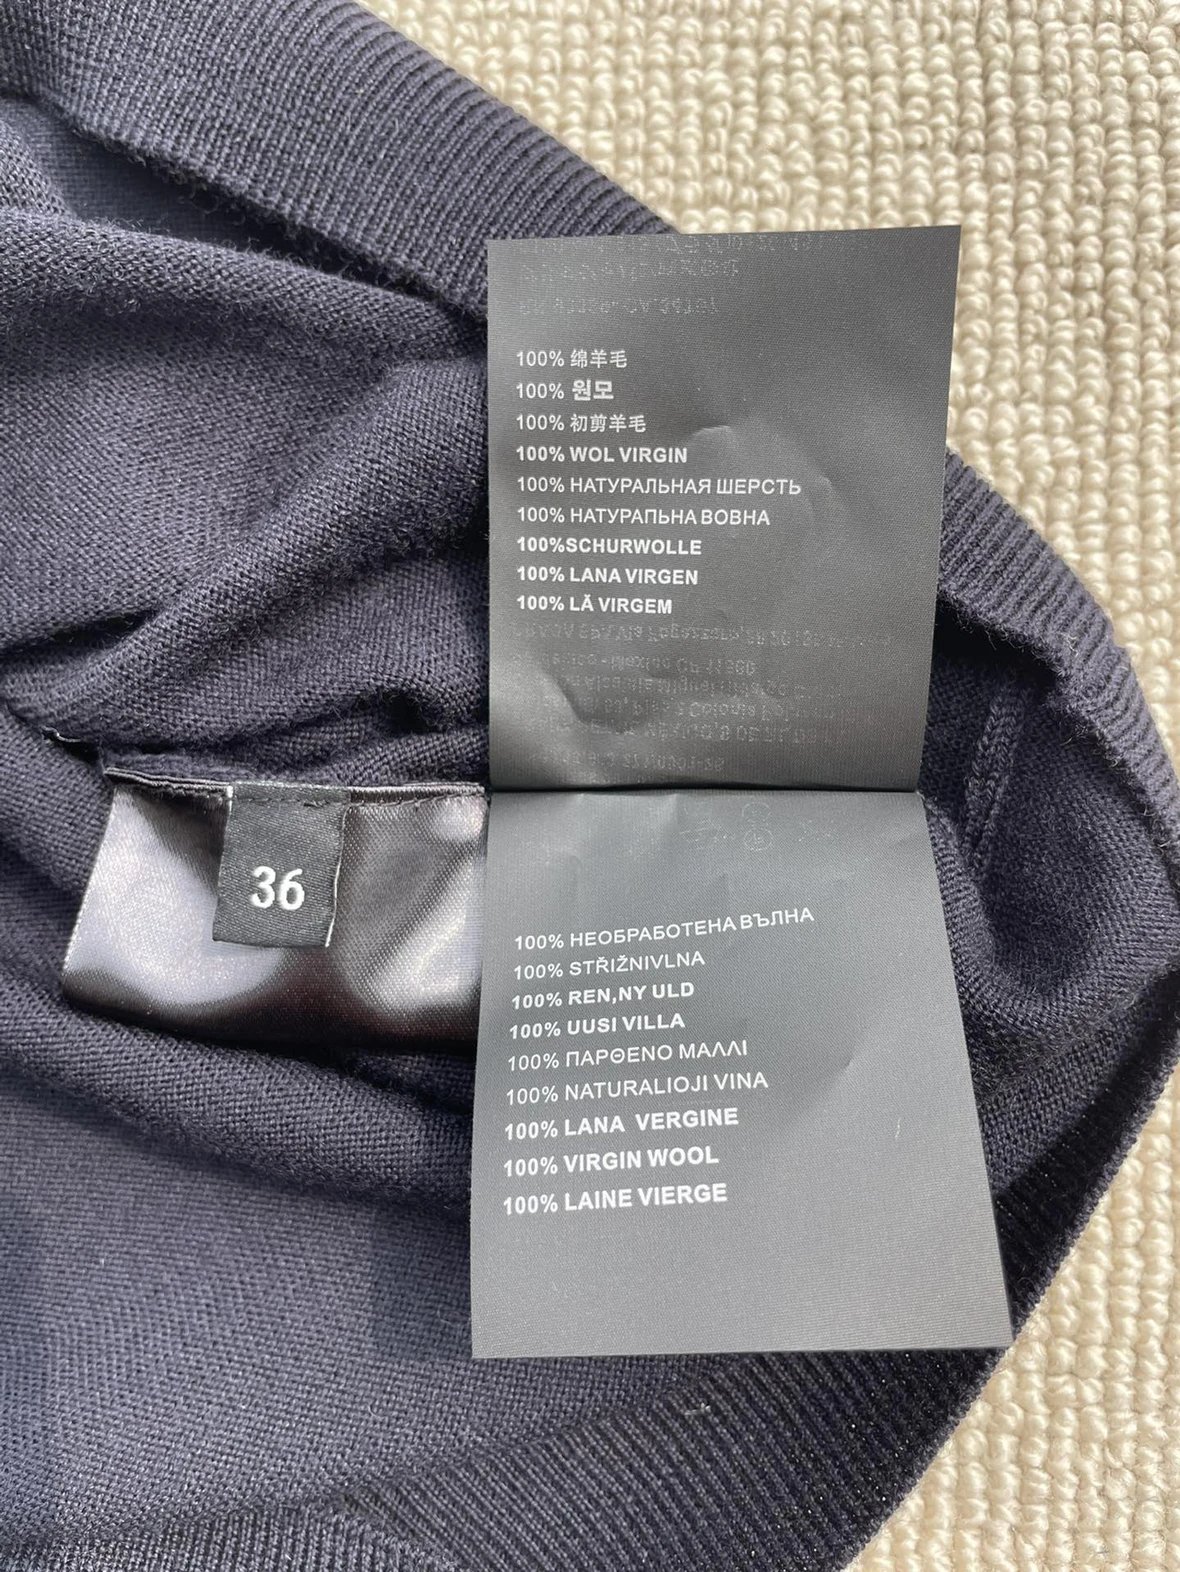 100% 绵羊毛
100% 원모
100% 初剪羊毛
100% WOL VIRGIN
100% НАТУРАЛЬНАЯ ШЕРСТЬ
100% НАТУРАПЬНА ВОВНА
100%SCHURWOLLE
100% LANA VIRGEN
100% LÃ VIRGEM
36
100% НЕОБРАБОТЕНА ВЪЛНА
100% STŘIŽNIVLNA
100% REN,NY ULD
100% UUSI VILLA
100% ΠΑΡΘΕΝΟ ΜΑΛΛΙ
100% NATURALIOJI VINA
100% LANA VERGINE
100% VIRGIN WOOL
100% LAINE VIERGE